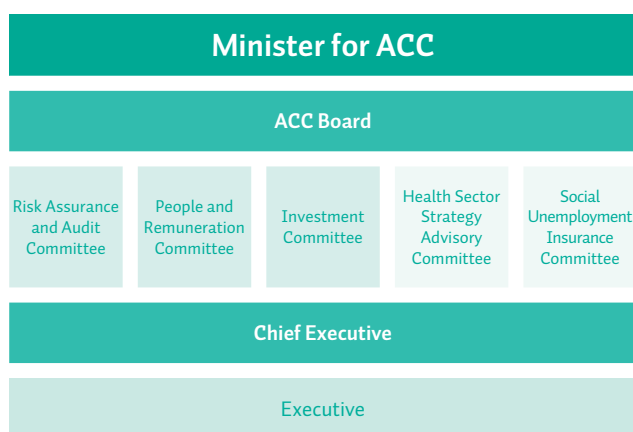 Minister for ACC
ACC Board
Risk Assurance
and Audit
Committee
People and
Remuneration
Committee
Investment
Committee
Health Sector
Strategy
Advisory
Committee
Social
Unemployment
Insurance
Committee
Chief Executive
Executive